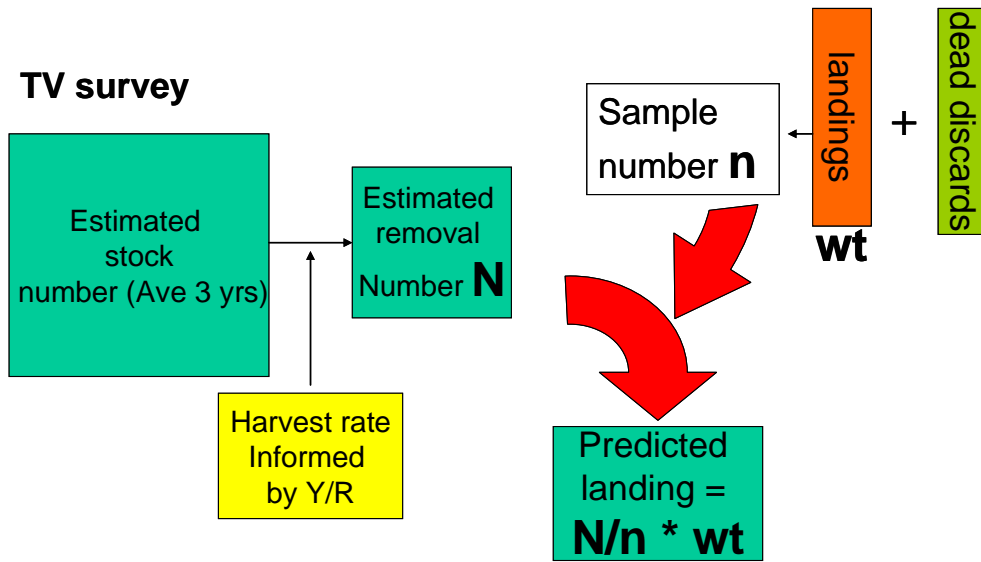 TV survey
Estimated
stock
number (Ave 3 yrs)
Estimated
removal
Number N
Harvest rate
Informed
by Y/R
Sample
number n
landings
wt
+
dead discards
Predicted
landing =
N/n * wt